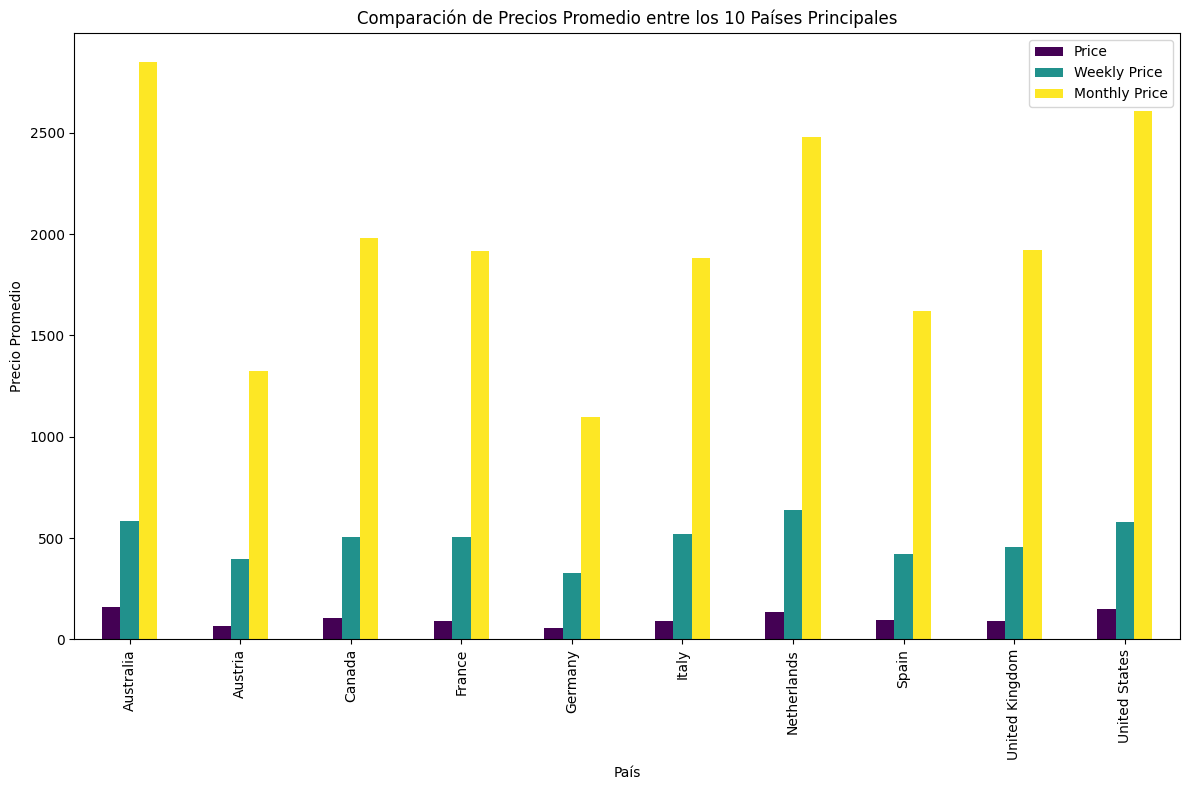 Comparación de Precios Promedio entre los 10 Países Principales
Price
Weekly Price
Monthly Price
Precio Promedio
2500
2000
1500
1000
500
0
Australia
Austria
Canada
France
Germany
Italy
Netherlands
Spain
United Kingdom
United States
País